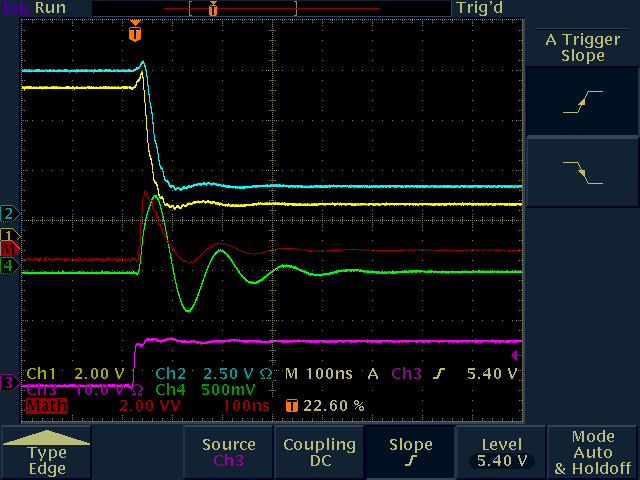 Tek Run Trig'd
T
T
A Trigger
Slope
2
1
M
4
3
Ch1 2.00 V Ch2 2.50 V Ω M 100ns A Ch3 5.40 V
Ch3 10.0 V Ω Ch4 500mV
Math 2.00 VV 100ns T 22.60 %
Type
Edge
Source
Ch3
Coupling
DC
Slope
Level
5.40 V
Mode
Auto
& Holdoff